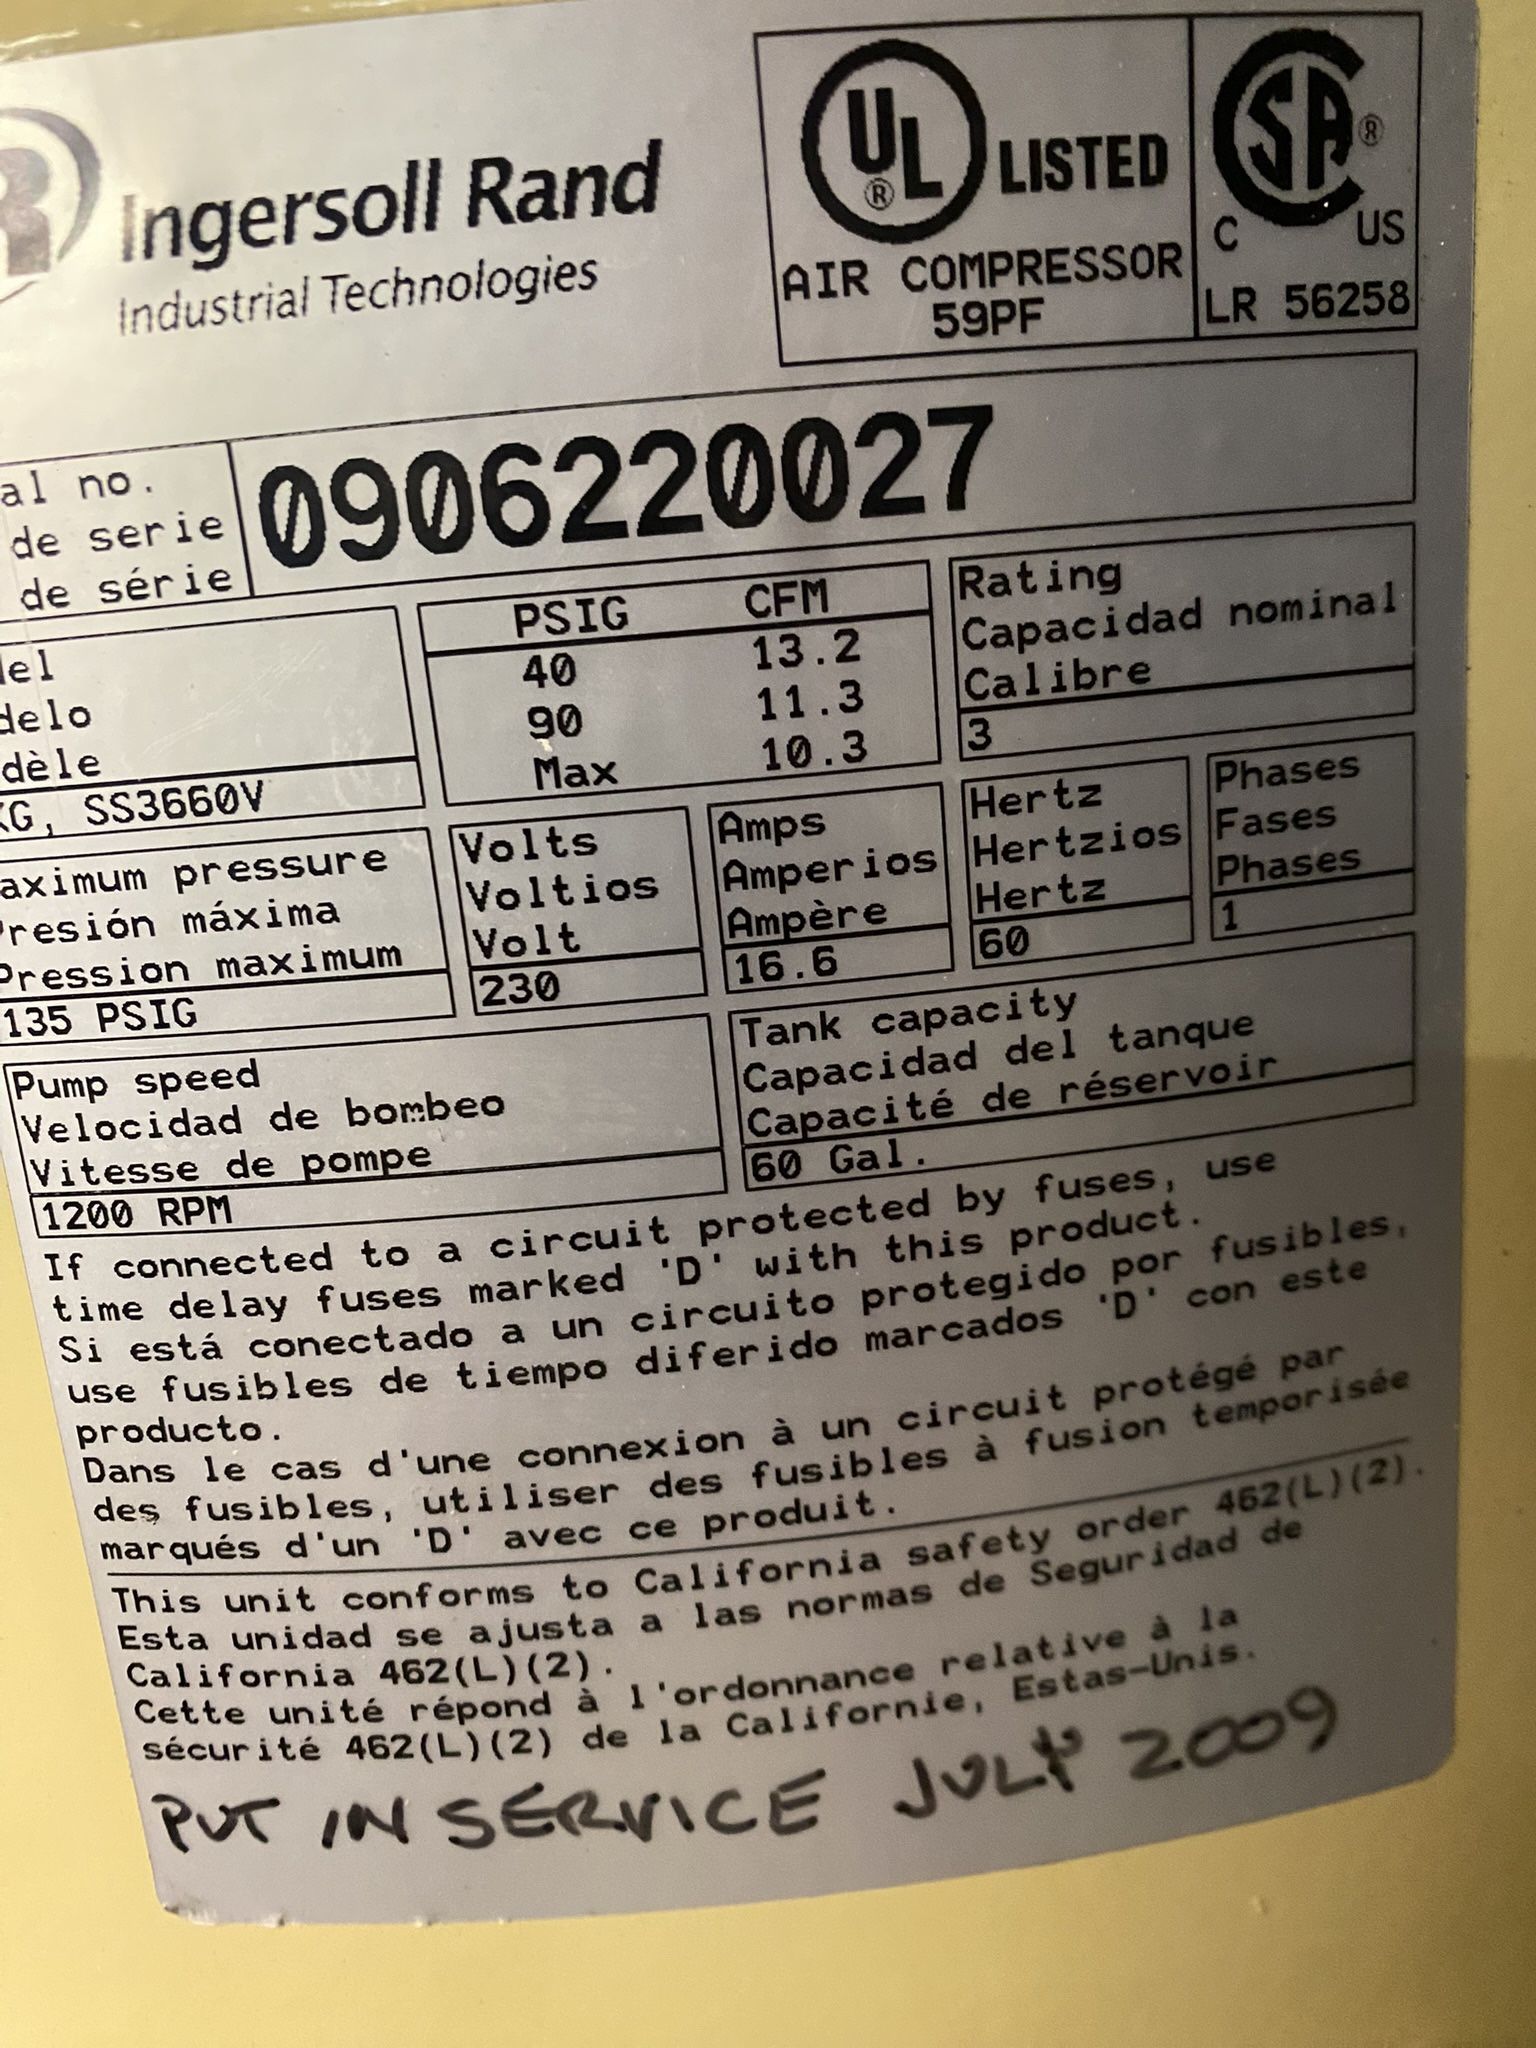 R Ingersoll Rand
Industrial Technologies
UL ® LISTED
AIR COMPRESSOR
59PF
CSA ®
C US
LR 56258
al no.
de serie
de série
0906220027
del
delo
dèle
KG, SS3660V
PSIG CFM
40 13.2
90 11.3
Max 10.3
Rating
Capacidad nominal
Calibre
3
aximum pressure
Presión máxima
Pression maximum
135 PSIG
Volts
Voltios
Volt
230
Amps
Amperios
Ampère
16.6
Hertz
Hertzios
Hertz
60
Phases
Fases
Phases
1
Pump speed
Velocidad de bombeo
Vitesse de pompe
1200 RPM
Tank capacity
Capacidad del tanque
Capacité de réservoir
60 Gal.
If connected to a circuit protected by fuses, use
time delay fuses marked 'D' with this product.
Si está conectado a un circuito protegido por fusibles,
use fusibles de tiempo diferido marcados 'D' con este
producto.
Dans le cas d'une connexion à un circuit protégé par
des fusibles, utiliser des fusibles à fusion temporisée
marqués d'un 'D' avec ce produit.
This unit conforms to California safety order 462(L)(2).
Esta unidad se ajusta a las normas de Seguridad de
California 462(L)(2).
Cette unité répond à l'ordonnance relative à la
sécurité 462(L)(2) de la Californie, Estas-Unis.
PUT IN SERVICE JULY 2009